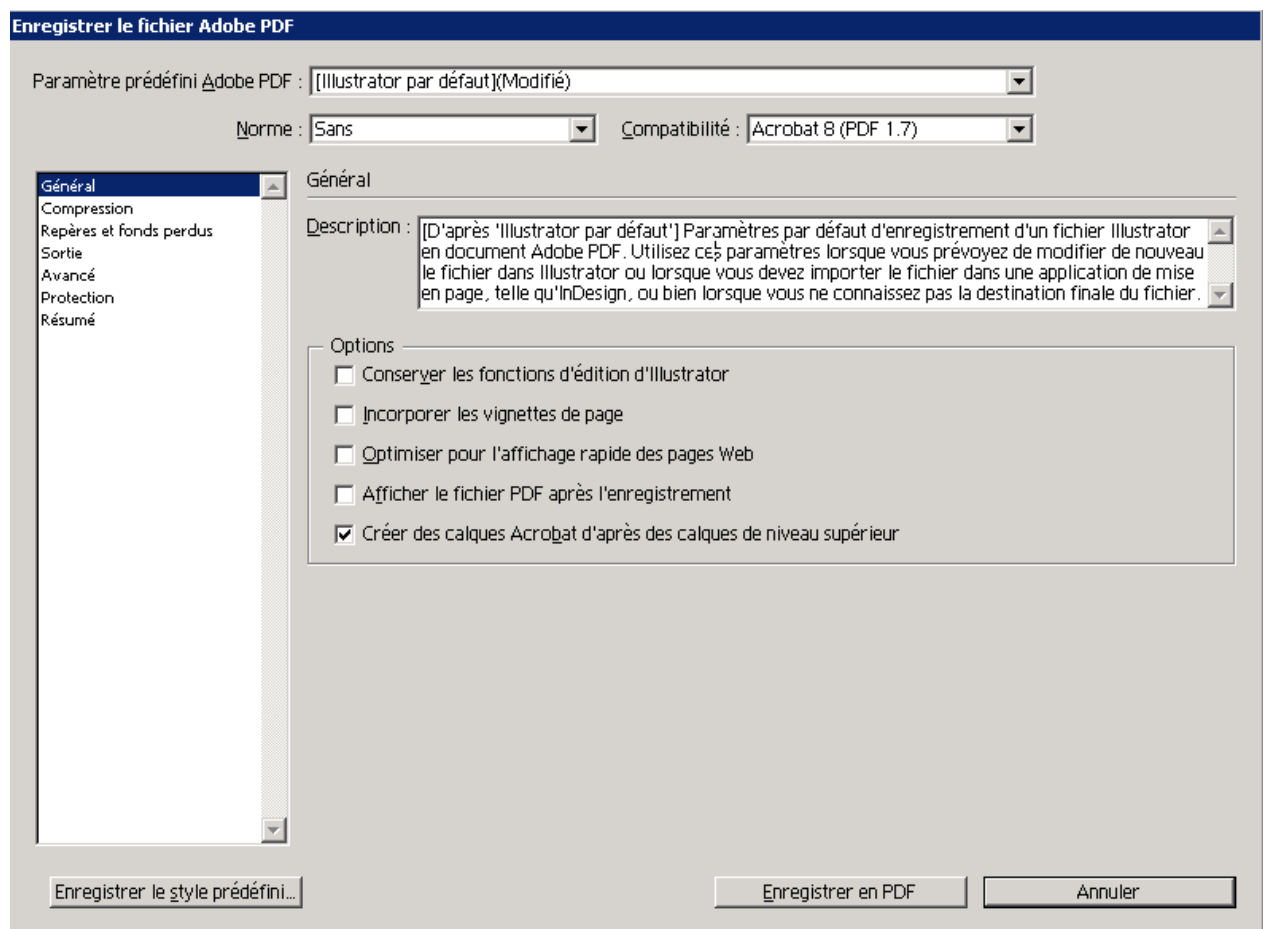 Enregistrer le fichier Adobe PDF
Paramètre prédéfini Adobe PDF : [Illustrator par défaut](Modifié)
Norme : Sans Compatibilité : Acrobat 8 (PDF 1.7)
Général
Compression
Repères et fonds perdus
Sortie
Avancé
Protection
Résumé
Général
Description : [D'après 'Illustrator par défaut'] Paramètres par défaut d'enregistrement d'un fichier Illustrator
en document Adobe PDF. Utilisez ces paramètres lorsque vous prévoyez de modifier de nouveau
le fichier dans Illustrator ou lorsque vous devez importer le fichier dans une application de mise
en page, telle qu'InDesign, ou bien lorsque vous ne connaissez pas la destination finale du fichier.
Options
Conserver les fonctions d'édition d'Illustrator
Incorporer les vignettes de page
Optimiser pour l'affichage rapide des pages Web
Afficher le fichier PDF après l'enregistrement
Créer des calques Acrobat d'après des calques de niveau supérieur
Enregistrer le style prédéfini... Enregistrer en PDF Annuler